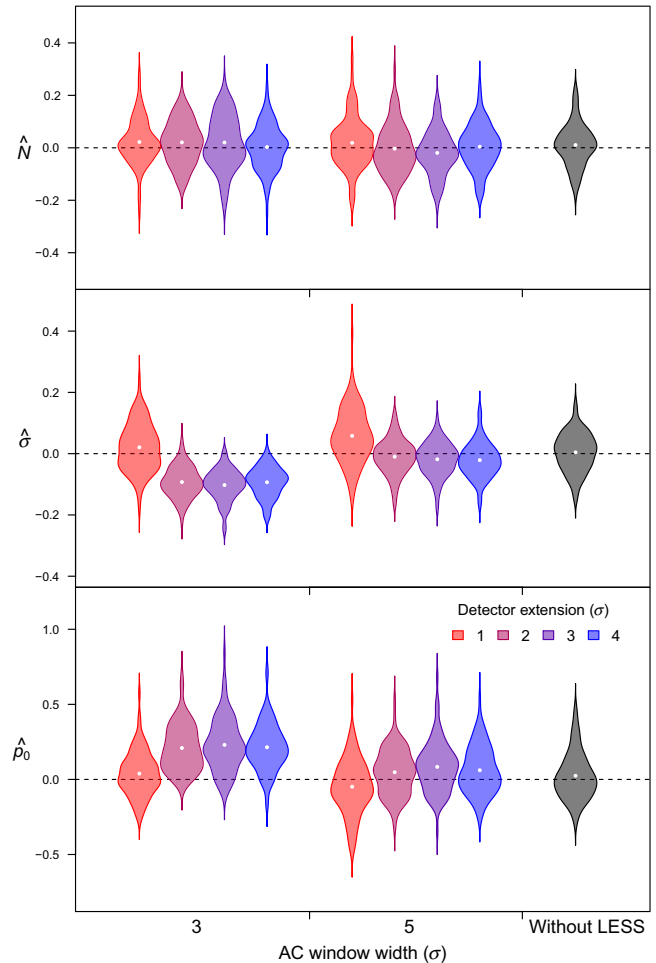 0.4
0.2
0.0
−0.2
−0.4
N̂
0.4
0.2
0.0
−0.2
−0.4
σ̂
1.0
0.5
0.0
−0.5
p̂₀
Detector extension (σ)
1 2 3 4
3 5 Without LESS
AC window width (σ)